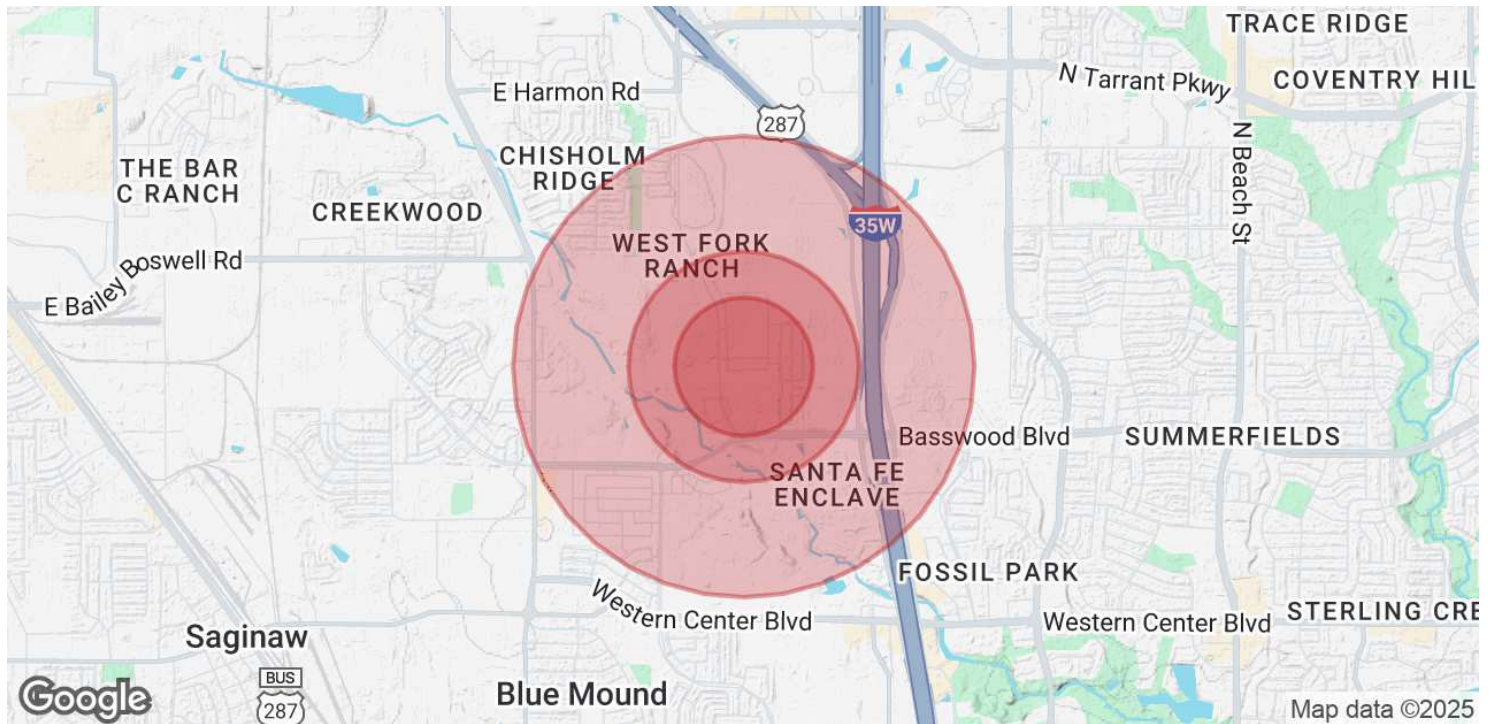 TRACE RIDGE
N Tarrant Pkwy
COVENTRY HIL
E Harmon Rd
287
N Beach St
CHISHOLM
RIDGE
THE BAR
C RANCH
CREEKWOOD
35W
WEST FORK
RANCH
Boswell Rd
E Bailey
Basswood Blvd
SUMMERFIELDS
SANTA FE
ENCLAVE
FOSSIL PARK
Western Center Blvd
Western Center Blvd
STERLING CRE
Saginaw
BUS
287
Blue Mound
Google
Map data ©2025